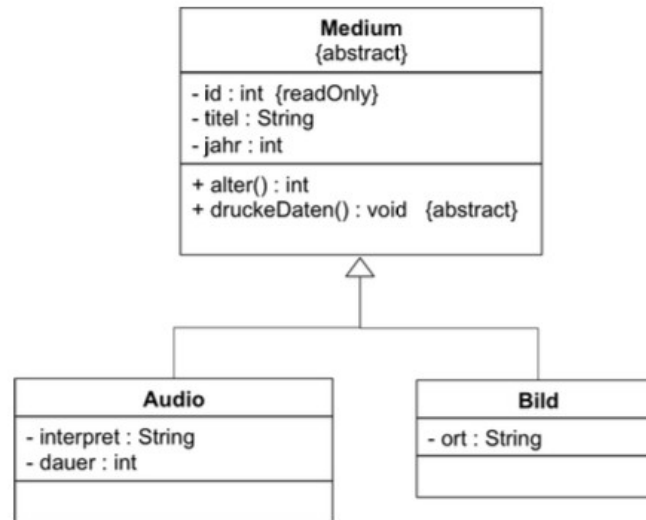 Medium
{abstract}
- id : int {readOnly}
- titel : String
- jahr : int
+ alter() : int
+ druckeDaten() : void {abstract}
Audio
- interpret : String
- dauer : int
Bild
- ort : String